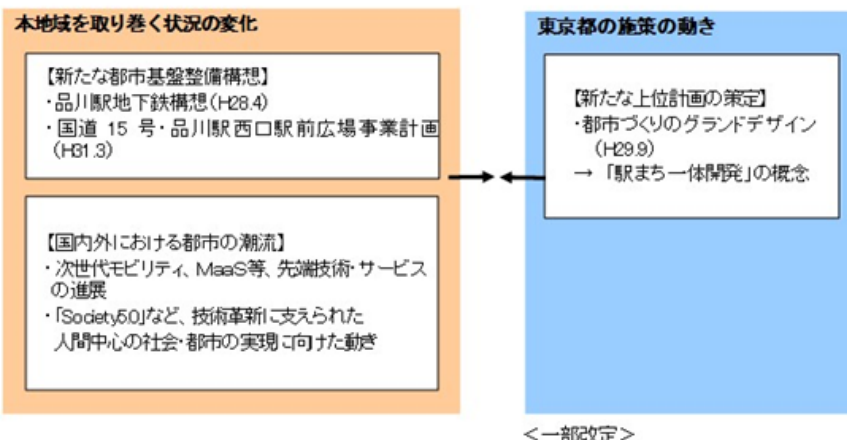 本地域を取り巻く状況の変化
【新たな都市基盤整備構想】
・品川駅地下鉄構想(H28.4)
・国道 15 号・品川駅西口駅前広場事業計画
(H31.3)
【国内外における都市の潮流】
・次世代モビリティ、MaaS等、先端技術・サービス
の進展
・「Society5.0」など、技術革新に支えられた
人間中心の社会・都市の実現に向けた動き
東京都の施策の動き
【新たな上位計画の策定】
・都市づくりのグランドデザイン
(H29.9)
→ 「駅まち一体開発」の概念
＜一部改定＞